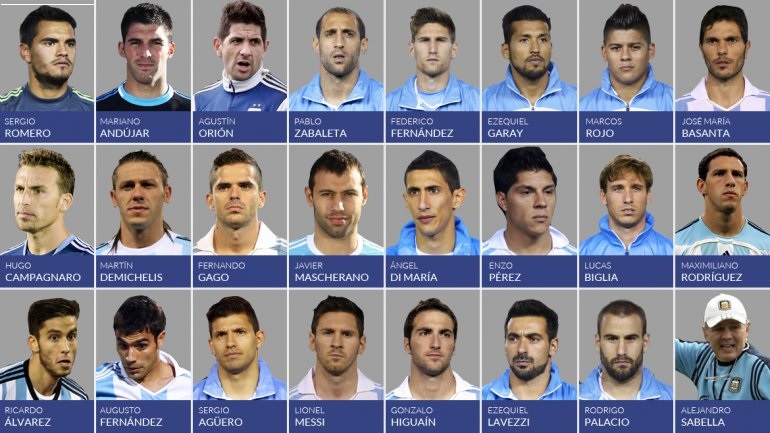 SERGIO
ROMERO
MARIANO
ANDÚJAR
AGUSTÍN
ORIÓN
PABLO
ZABALETA
FEDERICO
FERNÁNDEZ
EZEQUIEL
GARAY
MARCOS
ROJO
JOSÉ MARÍA
BASANTA
HUGO
CAMPAGNARO
MARTÍN
DEMICHELIS
FERNANDO
GAGO
JAVIER
MASCHERANO
ÁNGEL
DI MARÍA
ENZO
PÉREZ
LUCAS
BIGLIA
MAXIMILIANO
RODRÍGUEZ
RICARDO
ÁLVAREZ
AUGUSTO
FERNÁNDEZ
SERGIO
AGÜERO
LIONEL
MESSI
GONZALO
HIGUAÍN
EZEQUIEL
LAVEZZI
RODRIGO
PALACIO
ALEJANDRO
SABELLA